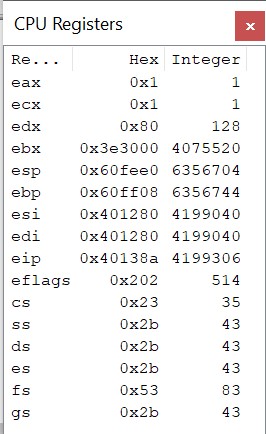 CPU Registers
Re... Hex Integer
eax 0x1 1
ecx 0x1 1
edx 0x80 128
ebx 0x3e3000 4075520
esp 0x60fee0 6356704
ebp 0x60ff08 6356744
esi 0x401280 4199040
edi 0x401280 4199040
eip 0x40138a 4199306
eflags 0x202 514
cs 0x23 35
ss 0x2b 43
ds 0x2b 43
es 0x2b 43
fs 0x53 83
gs 0x2b 43